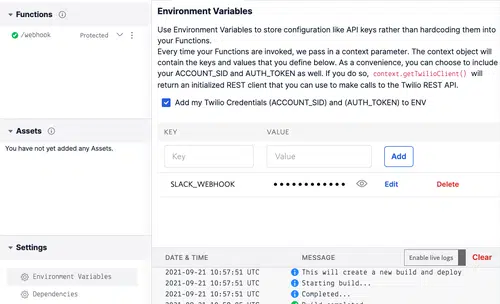 Functions
/webhook
Protected
Assets
You have not yet added any Assets.
Settings
Environment Variables
Dependencies
Environment Variables
Use Environment Variables to store configuration like API keys rather than hardcoding them into
your Functions.
Every time your Functions are invoked, we pass in a context parameter. The context object will
contain the keys and values that you define below. As a convenience, you can choose to include
your ACCOUNT_SID and AUTH_TOKEN as well. If you do so, context.getTwilioClient() will
return an initialized REST client that you can use to make calls to the Twilio REST API.
Add my Twilio Credentials (ACCOUNT_SID) and (AUTH_TOKEN) to ENV
KEY VALUE
Key Value Add
SLACK_WEBHOOK •••••••••••• Edit Delete
DATE & TIME MESSAGE Enable live logs Clear
2021-09-21 10:57:51 UTC This will create a new build and deploy
2021-09-21 10:57:51 UTC Starting build...
2021-09-21 10:57:51 UTC Completed...